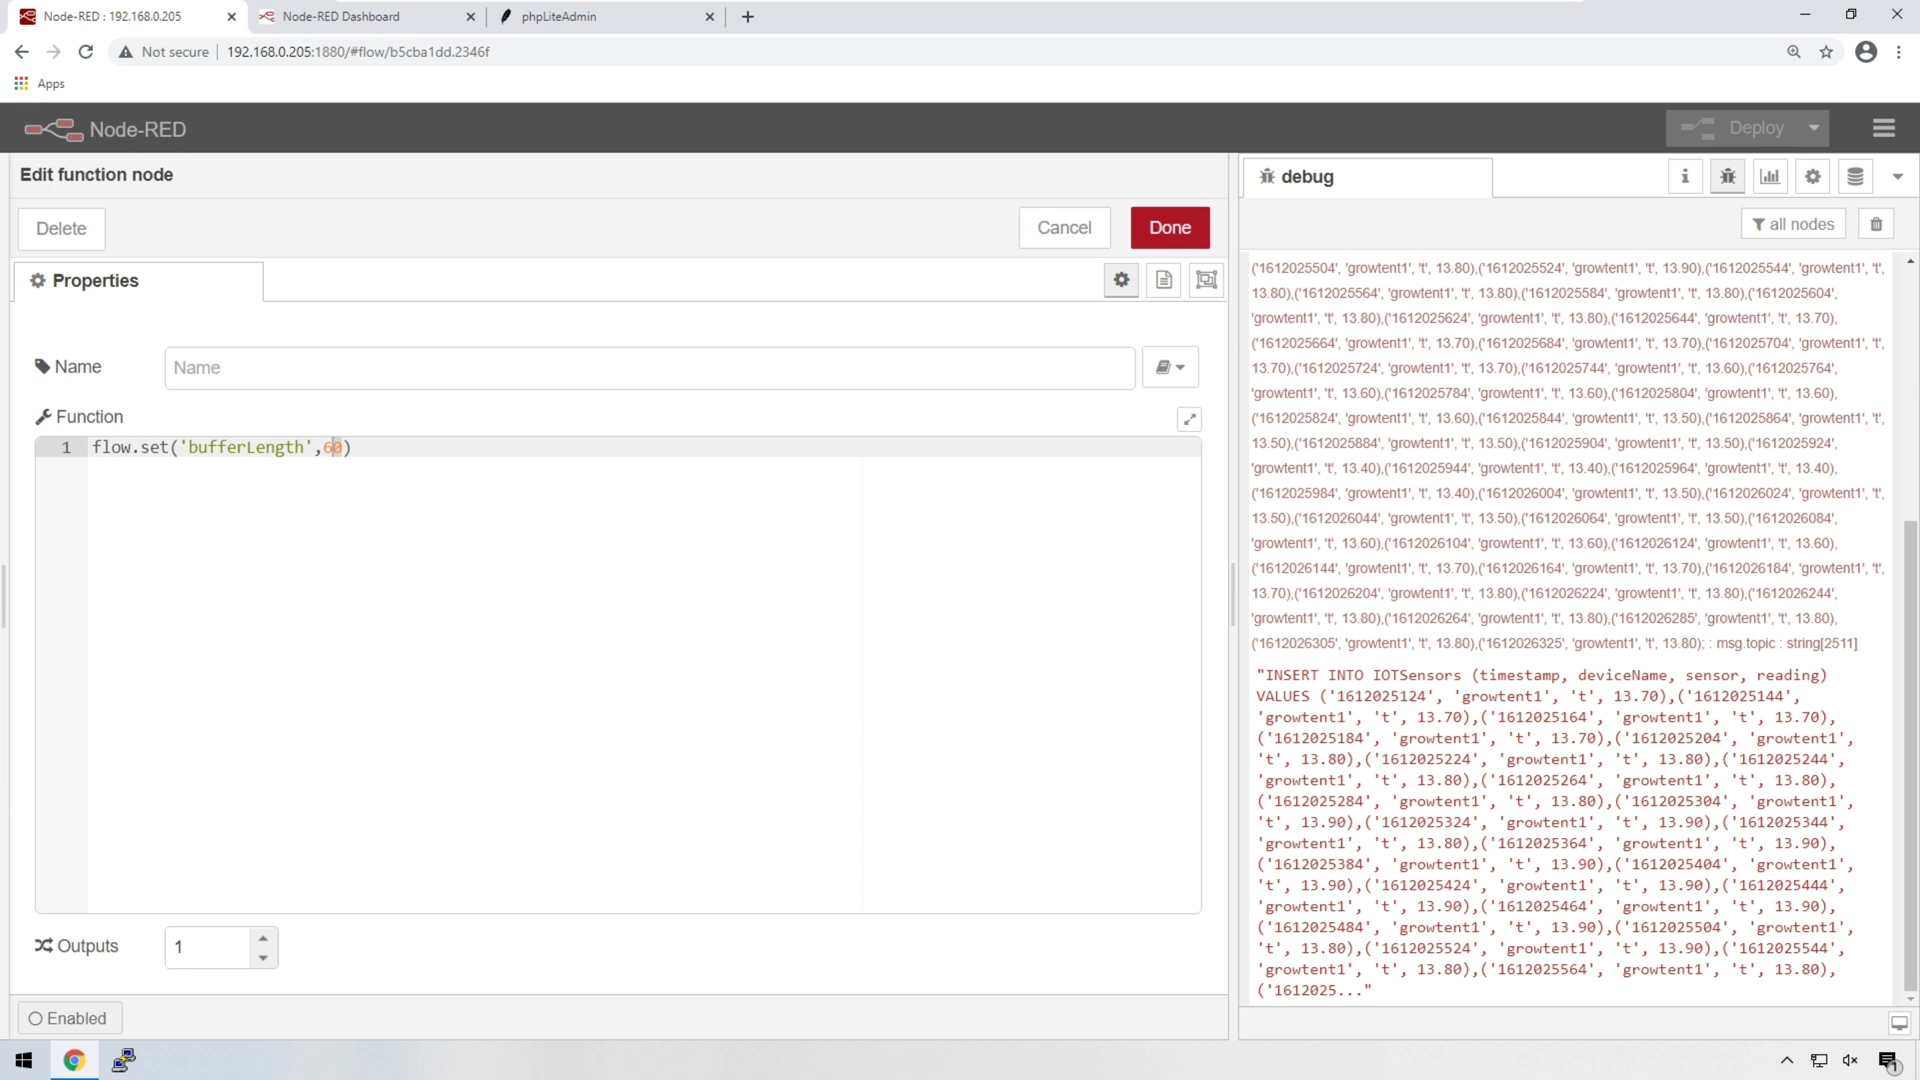 Node-RED : 192.168.0.205
Node-RED Dashboard
phpLiteAdmin
Not secure
192.168.0.205:1880/#flow/b5cba1dd.2346f
Apps
Node-RED
Deploy
Edit function node
Delete
Cancel
Done
Properties
Name
Name
Function
1
flow.set('bufferLength',60)
Outputs
1
Enabled
debug
all nodes
('1612025504', 'growtent1', 't', 13.80),('1612025524', 'growtent1', 't', 13.90),('1612025544', 'growtent1', 't',
13.80),('1612025564', 'growtent1', 't', 13.80),('1612025584', 'growtent1', 't', 13.80),('1612025604',
'growtent1', 't', 13.80),('1612025624', 'growtent1', 't', 13.80),('1612025644', 'growtent1', 't', 13.70),
('1612025664', 'growtent1', 't', 13.70),('1612025684', 'growtent1', 't', 13.70),('1612025704', 'growtent1', 't',
13.70),('1612025724', 'growtent1', 't', 13.70),('1612025744', 'growtent1', 't', 13.60),('1612025764',
'growtent1', 't', 13.60),('1612025784', 'growtent1', 't', 13.60),('1612025804', 'growtent1', 't', 13.60),
('1612025824', 'growtent1', 't', 13.60),('1612025844', 'growtent1', 't', 13.50),('1612025864', 'growtent1', 't',
13.50),('1612025884', 'growtent1', 't', 13.50),('1612025904', 'growtent1', 't', 13.50),('1612025924',
'growtent1', 't', 13.40),('1612025944', 'growtent1', 't', 13.40),('1612025964', 'growtent1', 't', 13.40),
('1612025984', 'growtent1', 't', 13.40),('1612026004', 'growtent1', 't', 13.50),('1612026024', 'growtent1', 't',
13.50),('1612026044', 'growtent1', 't', 13.50),('1612026064', 'growtent1', 't', 13.50),('1612026084',
'growtent1', 't', 13.60),('1612026104', 'growtent1', 't', 13.60),('1612026124', 'growtent1', 't', 13.60),
('1612026144', 'growtent1', 't', 13.70),('1612026164', 'growtent1', 't', 13.70),('1612026184', 'growtent1', 't',
13.70),('1612026204', 'growtent1', 't', 13.80),('1612026224', 'growtent1', 't', 13.80),('1612026244',
'growtent1', 't', 13.80),('1612026264', 'growtent1', 't', 13.80),('1612026285', 'growtent1', 't', 13.80),
('1612026305', 'growtent1', 't', 13.80),('1612026325', 'growtent1', 't', 13.80); : msg.topic : string[2511]
"INSERT INTO IOTSensors (timestamp, deviceName, sensor, reading)
VALUES ('1612025124', 'growtent1', 't', 13.70),('1612025144',
'growtent1', 't', 13.70),('1612025164', 'growtent1', 't', 13.70),
('1612025184', 'growtent1', 't', 13.70),('1612025204', 'growtent1',
't', 13.80),('1612025224', 'growtent1', 't', 13.80),('1612025244',
'growtent1', 't', 13.80),('1612025264', 'growtent1', 't', 13.80),
('1612025284', 'growtent1', 't', 13.80),('1612025304', 'growtent1',
't', 13.90),('1612025324', 'growtent1', 't', 13.90),('1612025344',
'growtent1', 't', 13.80),('1612025364', 'growtent1', 't', 13.90),
('1612025384', 'growtent1', 't', 13.90),('1612025404', 'growtent1',
't', 13.90),('1612025424', 'growtent1', 't', 13.90),('1612025444',
'growtent1', 't', 13.90),('1612025464', 'growtent1', 't', 13.90),
('1612025484', 'growtent1', 't', 13.90),('1612025504', 'growtent1',
't', 13.80),('1612025524', 'growtent1', 't', 13.90),('1612025544',
'growtent1', 't', 13.80),('1612025564', 'growtent1', 't', 13.80),
('1612025..."
1